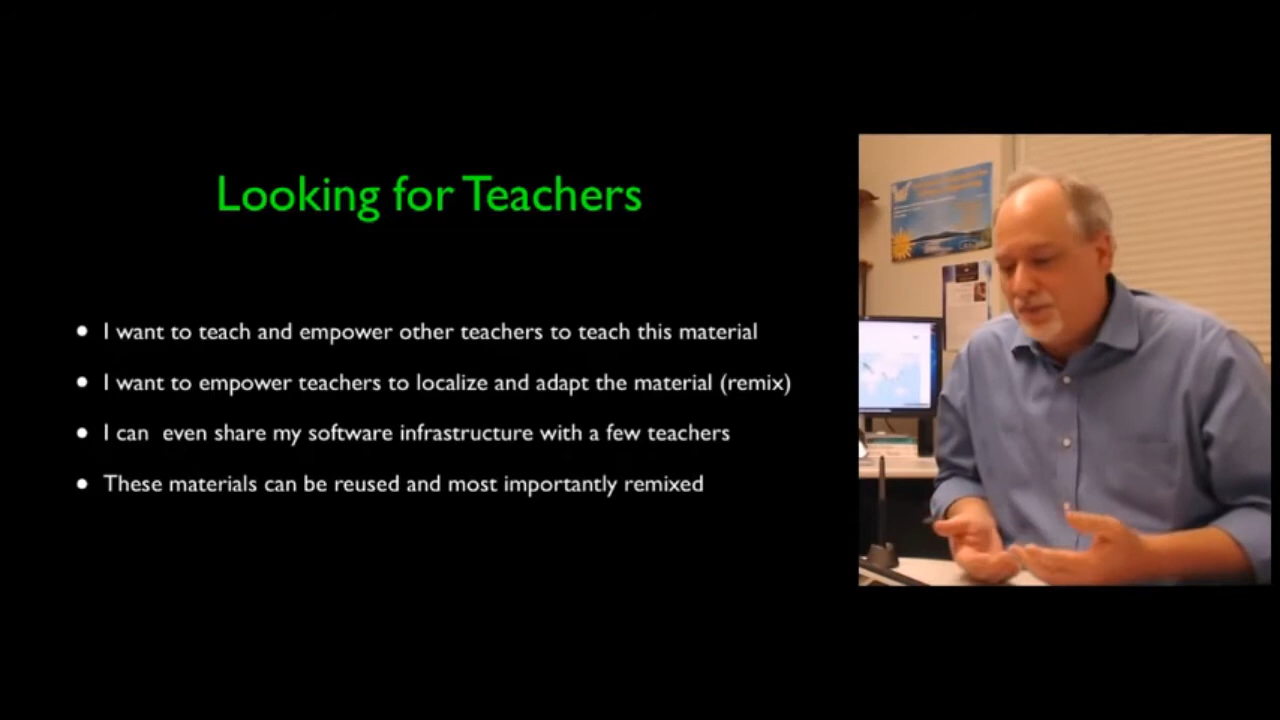 Looking for Teachers
• I want to teach and empower other teachers to teach this material
• I want to empower teachers to localize and adapt the material (remix)
• I can  even share my software infrastructure with a few teachers
• These materials can be reused and most importantly remixed